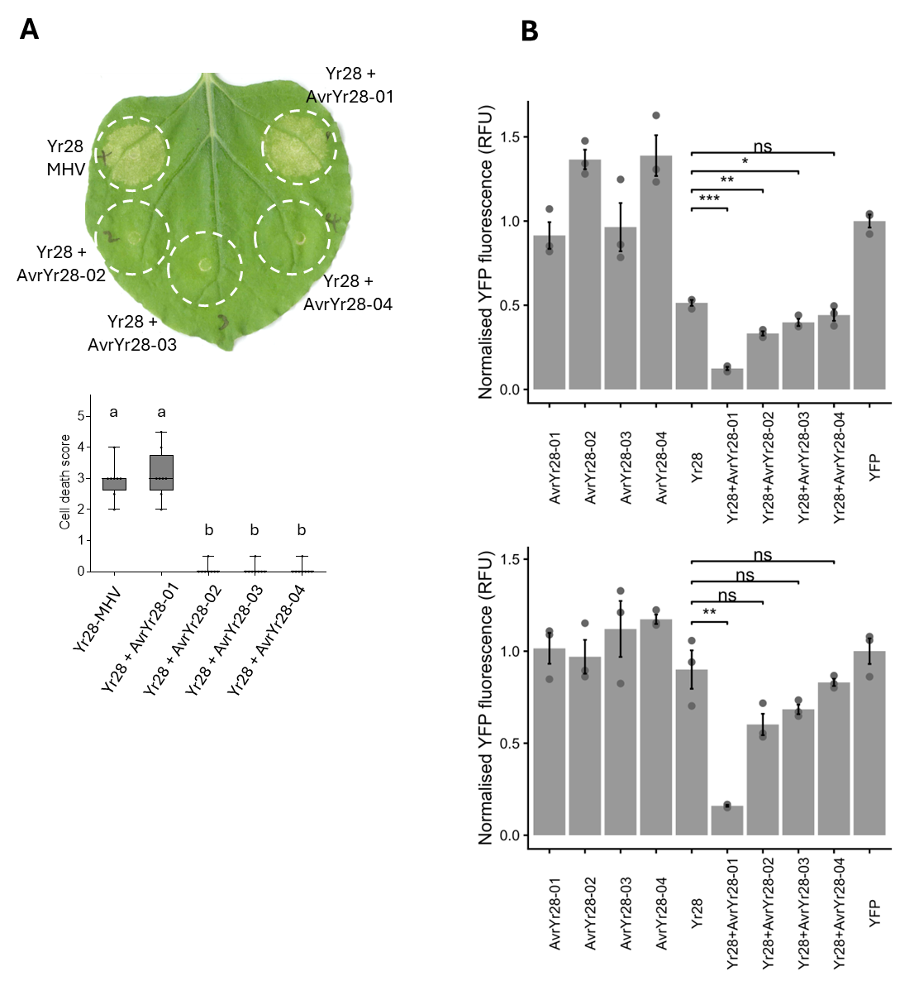 A
Yr28 +
AvrYr28-01
Yr28
MHV
Yr28 +
AvrYr28-02
Yr28 +
AvrYr28-03
Yr28 +
AvrYr28-04
2
3
4
Cell death score
5
4
3
2
1
0
a
a
b
b
b
Yr28-MHV
Yr28 + AvrYr28-01
Yr28 + AvrYr28-02
Yr28 + AvrYr28-03
Yr28 + AvrYr28-04
B
Normalised YFP fluorescence (RFU)
1.5
1.0
0.5
0.0
ns
*
**
***
AvrYr28-01
AvrYr28-02
AvrYr28-03
AvrYr28-04
Yr28
Yr28+AvrYr28-01
Yr28+AvrYr28-02
Yr28+AvrYr28-03
Yr28+AvrYr28-04
YFP
Normalised YFP fluorescence (RFU)
1.5
1.0
0.5
0.0
ns
ns
ns
**
AvrYr28-01
AvrYr28-02
AvrYr28-03
AvrYr28-04
Yr28
Yr28+AvrYr28-01
Yr28+AvrYr28-02
Yr28+AvrYr28-03
Yr28+AvrYr28-04
YFP